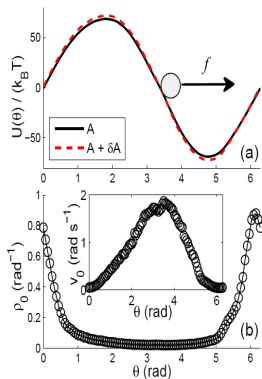 U(θ) / (k_BT)
50
0
−50
f
A
A + δA
(a)
0 1 2 3 4 5 6
ρ_0 (rad^-1)
1
0.8
0.6
0.4
0.2
0
v_0 (rad s^-1)
2
1
0
0 2 4 6
θ (rad)
(b)
0 1 2 3 4 5 6
θ (rad)